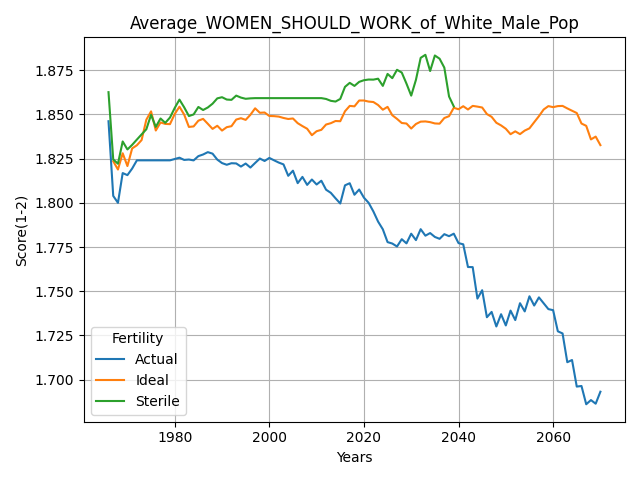 Average_WOMEN_SHOULD_WORK_of_White_Male_Pop
Score(1-2)
1.875
1.850
1.825
1.800
1.775
1.750
1.725
1.700
Fertility
Actual
Ideal
Sterile
1980 2000 2020 2040 2060
Years